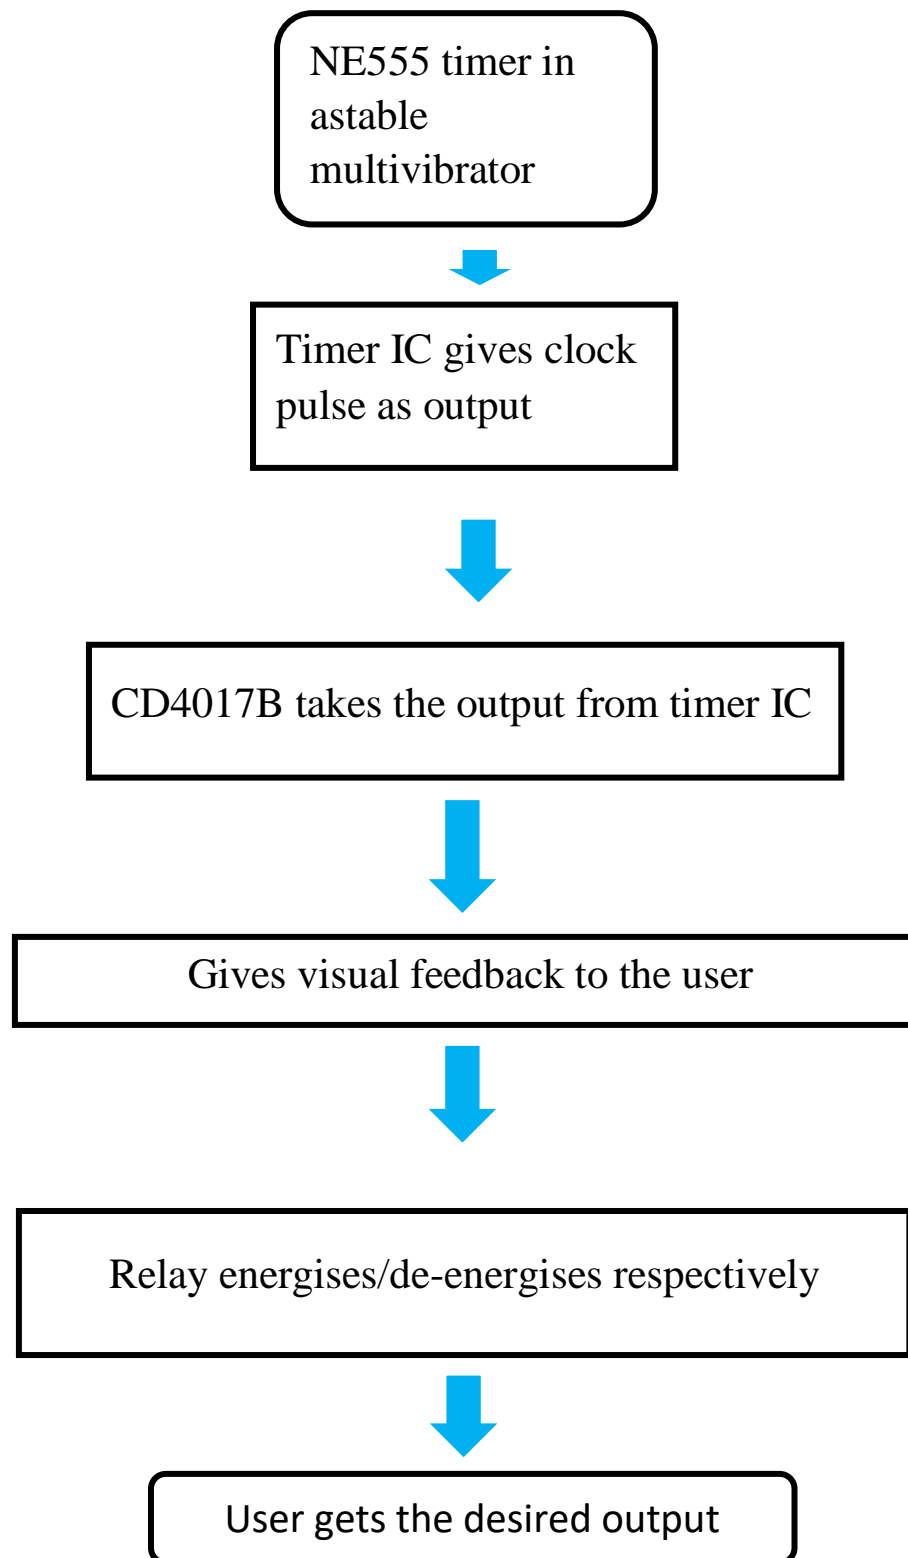 NE555 timer in
astable
multivibrator
Timer IC gives clock
pulse as output
CD4017B takes the output from timer IC
Gives visual feedback to the user
Relay energises/de-energises respectively
User gets the desired output